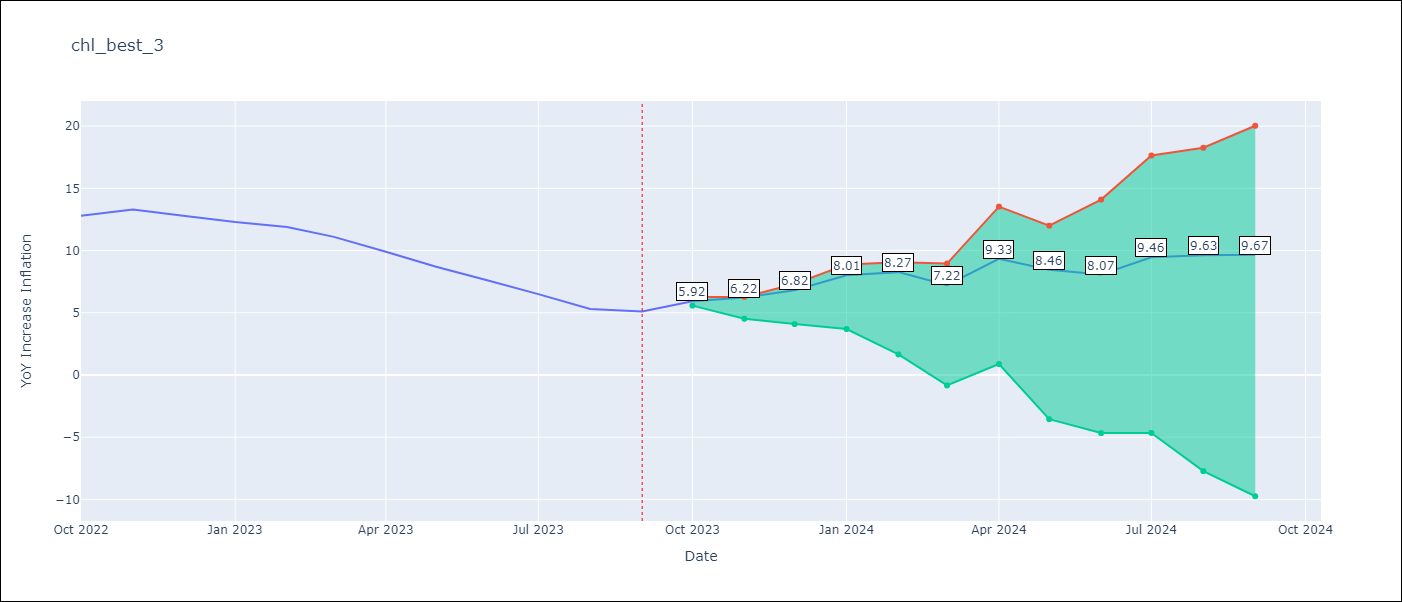 chl_best_3
20
15
10
5
0
−5
−10
YoY Increase Inflation
5.92
6.22
6.82
8.01
8.27
7.22
9.33
8.46
8.07
9.46
9.63
9.67
Oct 2022
Jan 2023
Apr 2023
Jul 2023
Oct 2023
Jan 2024
Apr 2024
Jul 2024
Oct 2024
Date